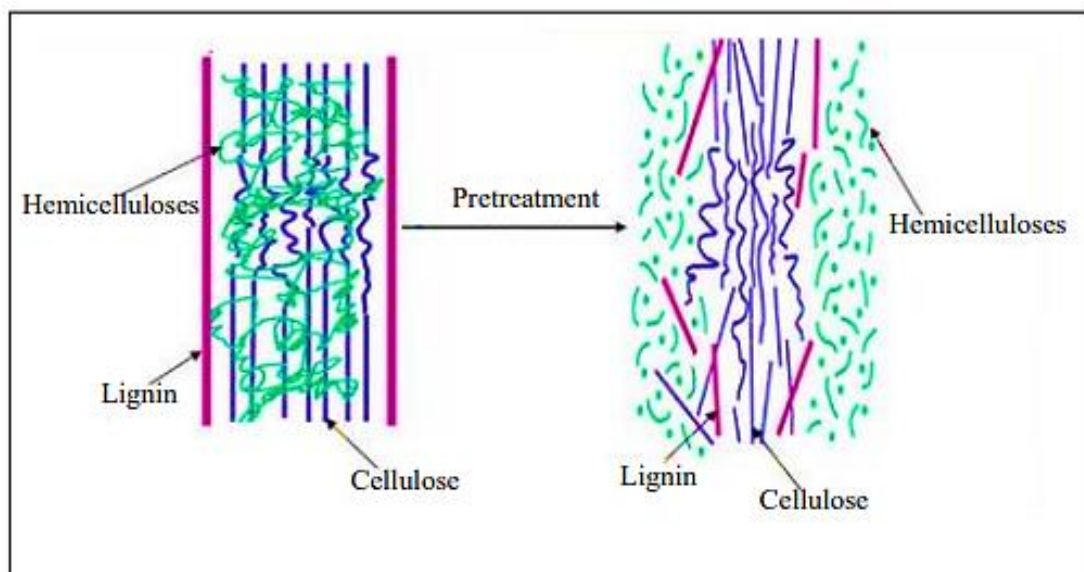 Hemicelluloses
Lignin
Cellulose
Pretreatment
Hemicelluloses
Lignin
Cellulose